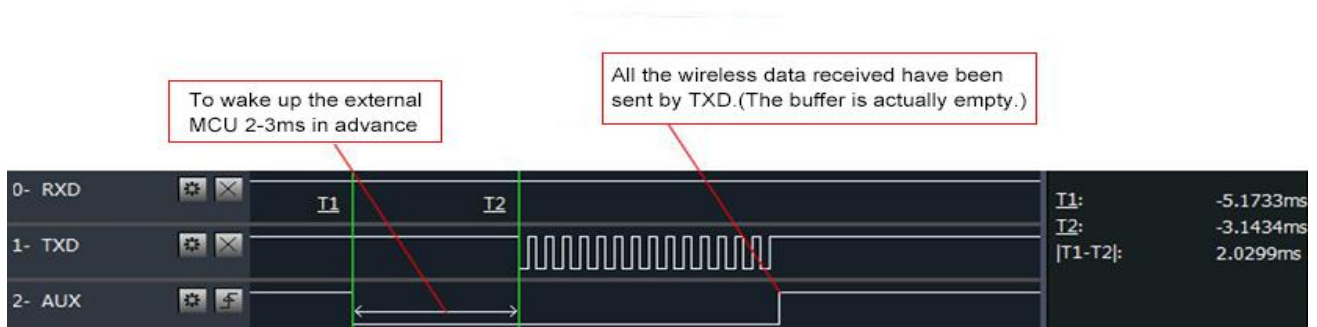 All the wireless data received have been
sent by TXD.(The buffer is actually empty.)
To wake up the external
MCU 2-3ms in advance
0- RXD
T1
T2
T1: -5.1733ms
T2: -3.1434ms
|T1-T2|: 2.0299ms
1- TXD
2- AUX